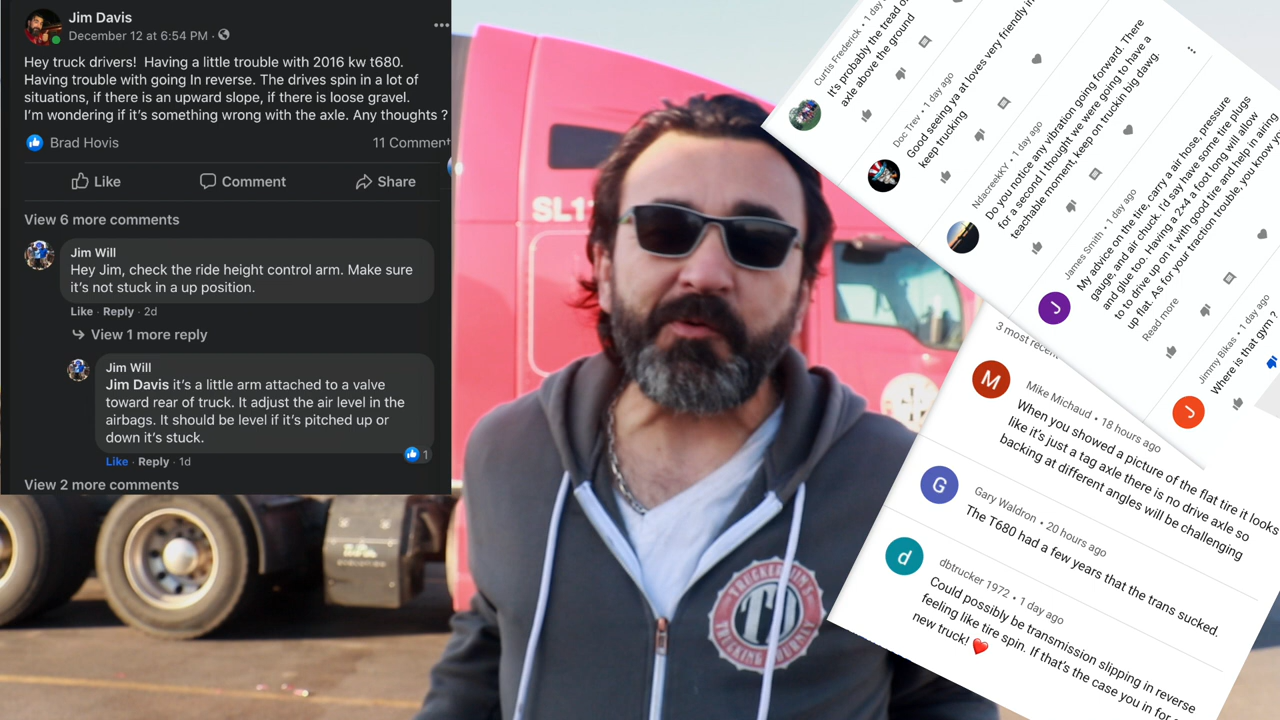 Jim Davis
December 12 at 6:54 PM ·
Hey truck drivers! Having a little trouble with 2016 kw t680.
Having trouble with going In reverse. The drives spin in a lot of
situations, if there is an upward slope, if there is loose gravel.
I'm wondering if it's something wrong with the axle. Any thoughts ?
Brad Hovis
11 Comment
Like
Comment
Share
View 6 more comments
Jim Will
Hey Jim, check the ride height control arm. Make sure
it's not stuck in a up position.
Like · Reply · 2d
View 1 more reply
Jim Will
Jim Davis it's a little arm attached to a valve
toward rear of truck. It adjust the air level in the
airbags. It should be level if it's pitched up or
down it's stuck.
Like · Reply · 1d
1
View 2 more comments
SL1
TRUCKER JIM'S
TJ
TRUCKING JOURNEY
Curtis Frederick • 1 day
It's probably the tread o
axle above the ground
Doc Trev • 1 day ago
Good seeing ya at loves very friendly in
keep trucking
NdacreekKY • 1 day ago
Do you notice any vibration going forward. There
for a second I thought we were going to have a
teachable moment, keep on truckin big dawg.
James Smith • 1 day ago
My advice on the tire, carry a air hose, pressure
gauge, and air chuck. I'd say have some tire plugs
and glue too. Having a 2×4 a foot long will allow
to to drive up on it with good tire and help in airing
up flat. As for your traction trouble, you know y
Read more
Jimmy Bikas • 1 day ago
Where is that gym ?
3 most recent
M
Mike Michaud • 18 hours ago
When you showed a picture of the flat tire it looks
like it's just a tag axle there is no drive axle so
backing at different angles will be challenging
G
Gary Waldron • 20 hours ago
The T680 had a few years that the trans sucked.
d
dbtrucker 1972 • 1 day ago
Could possibly be transmission slipping in reverse
feeling like tire spin. If that's the case you in for a
new truck! ❤️
J
J